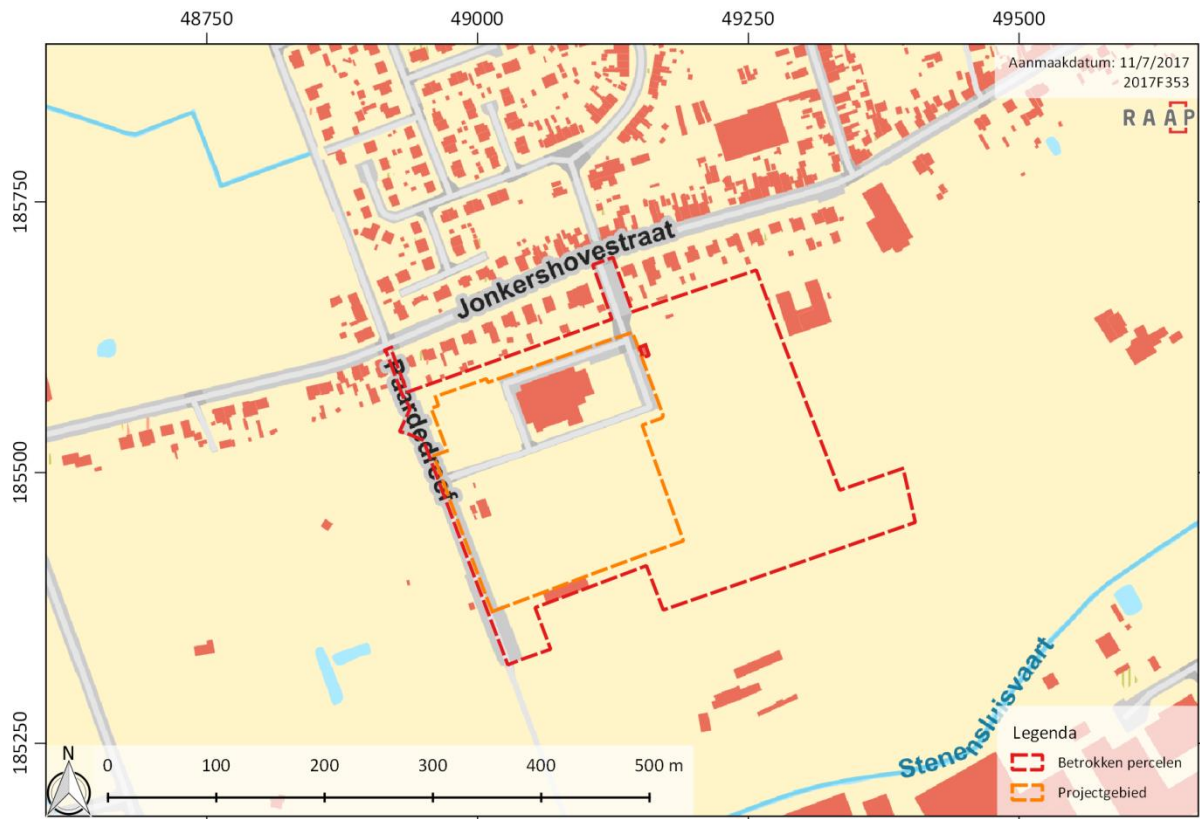 48750 49000 49250 49500
Aanmaakdatum: 11/7/2017
2017F353
RAAP
185750
Jonkershovestraat
Paardedreef
185500
Stenensluisvaart
185250
N
0 100 200 300 400 500 m
Legenda
Betrokken percelen
Projectgebied